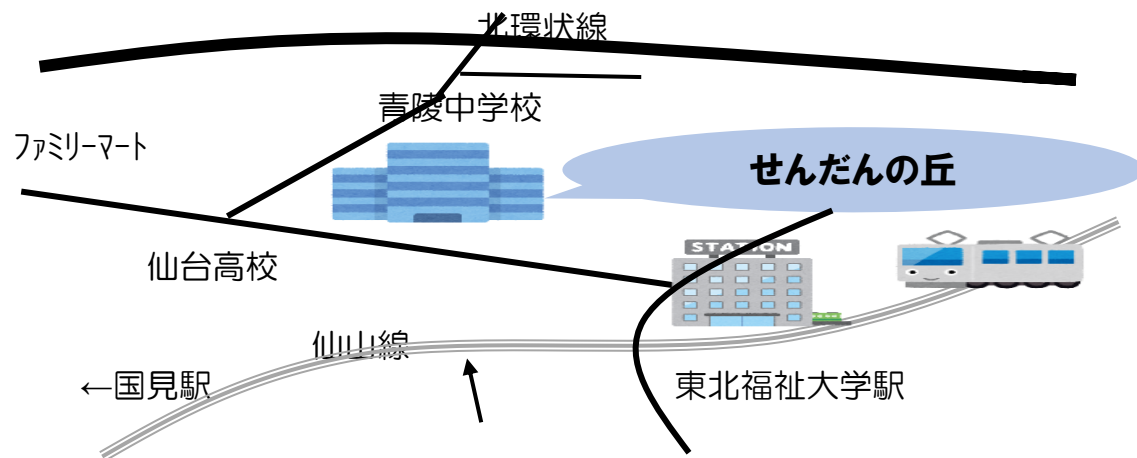 北環状線
青陵中学校
ファミリーマート
せんだんの丘
STATION
仙台高校
仙山線
←国見駅
東北福祉大学駅